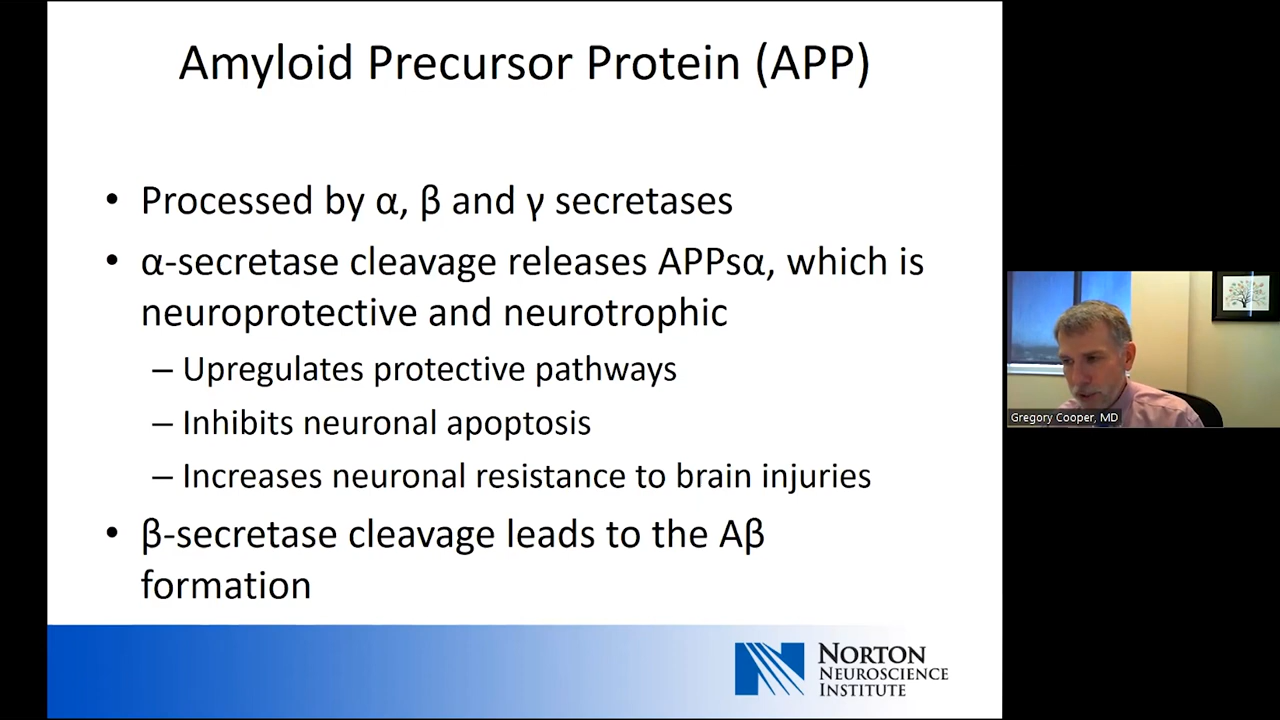 Amyloid Precursor Protein (APP)
• Processed by α, β and γ secretases
• α-secretase cleavage releases APPsα, which is
neuroprotective and neurotrophic
– Upregulates protective pathways
– Inhibits neuronal apoptosis
– Increases neuronal resistance to brain injuries
• β-secretase cleavage leads to the Aβ
formation
NORTON
NEUROSCIENCE
INSTITUTE
Gregory Cooper, MD